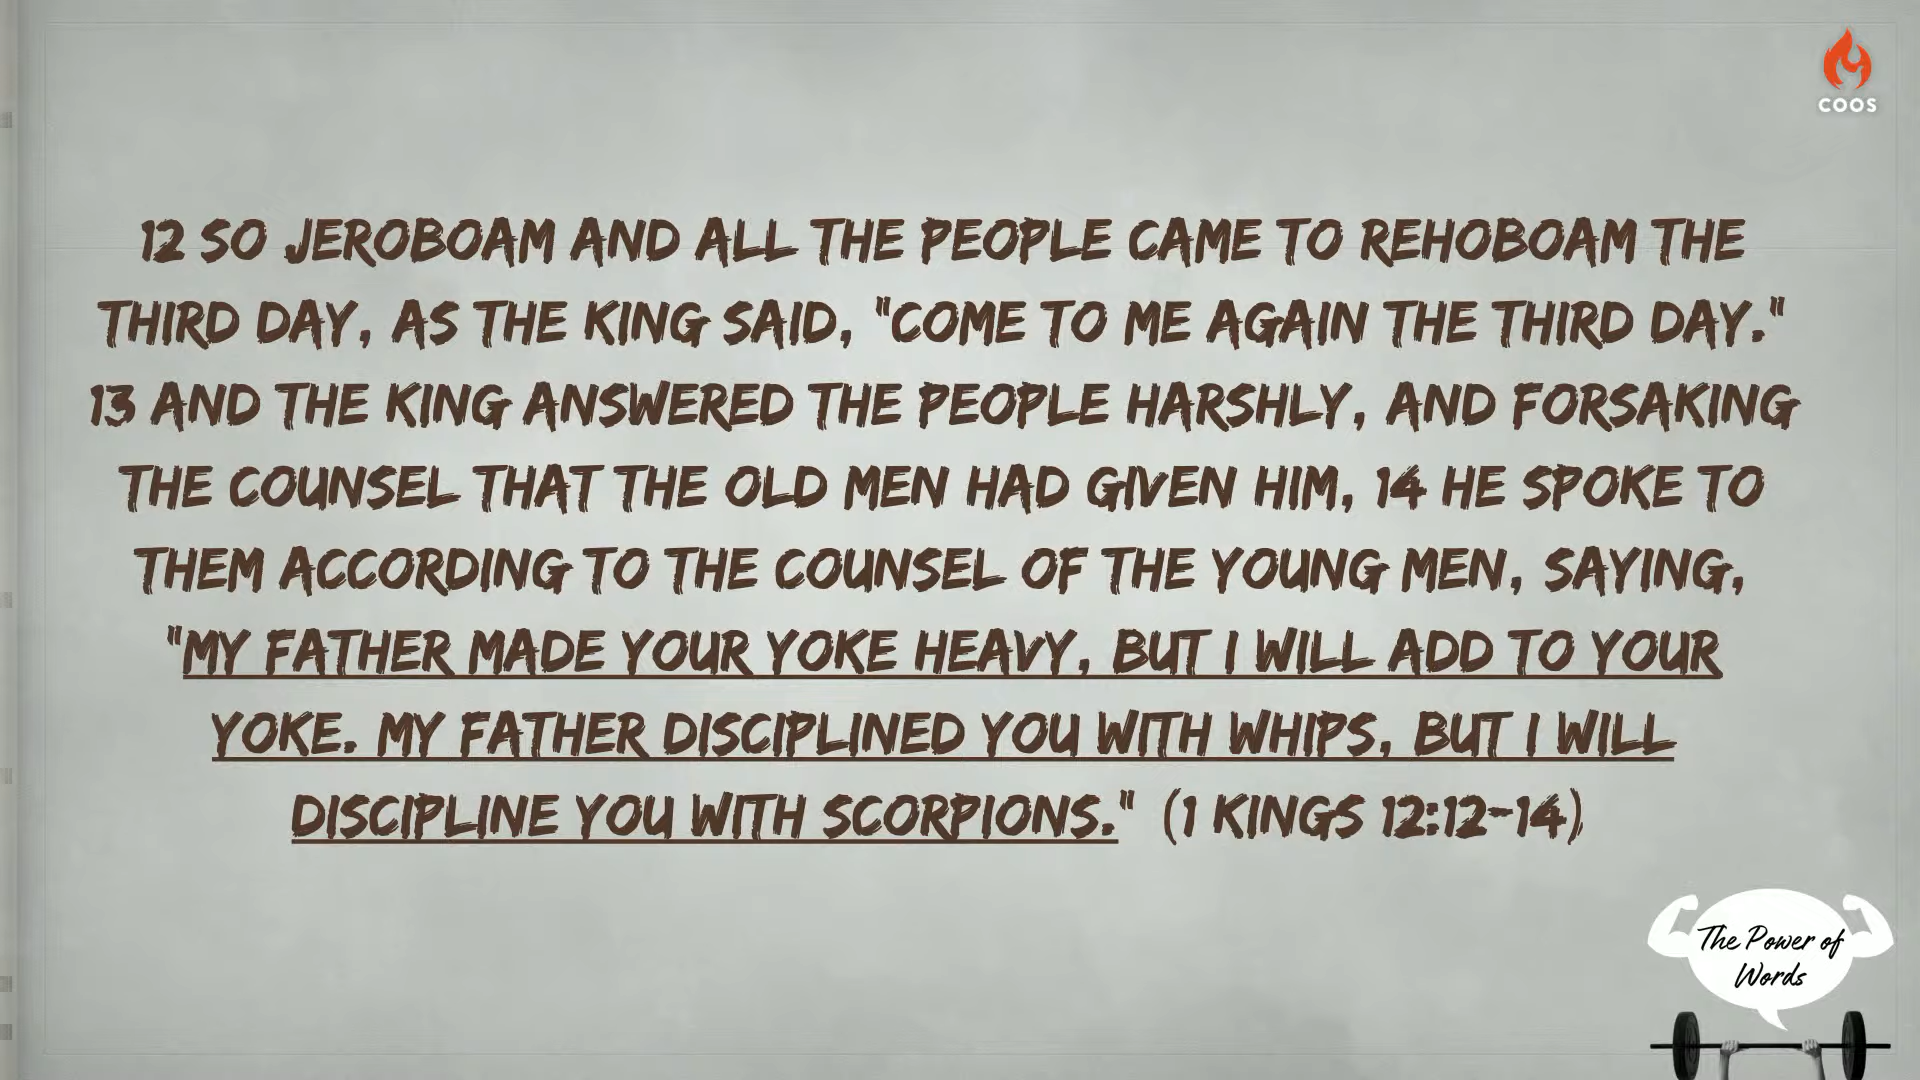 COOS
12 SO JEROBOAM AND ALL THE PEOPLE CAME TO REHOBOAM THE
THIRD DAY, AS THE KING SAID, "COME TO ME AGAIN THE THIRD DAY."
13 AND THE KING ANSWERED THE PEOPLE HARSHLY, AND FORSAKING
THE COUNSEL THAT THE OLD MEN HAD GIVEN HIM, 14 HE SPOKE TO
THEM ACCORDING TO THE COUNSEL OF THE YOUNG MEN, SAYING,
"MY FATHER MADE YOUR YOKE HEAVY, BUT I WILL ADD TO YOUR
YOKE. MY FATHER DISCIPLINED YOU WITH WHIPS, BUT I WILL
DISCIPLINE YOU WITH SCORPIONS." (1 KINGS 12:12-14)
The Power of
Words